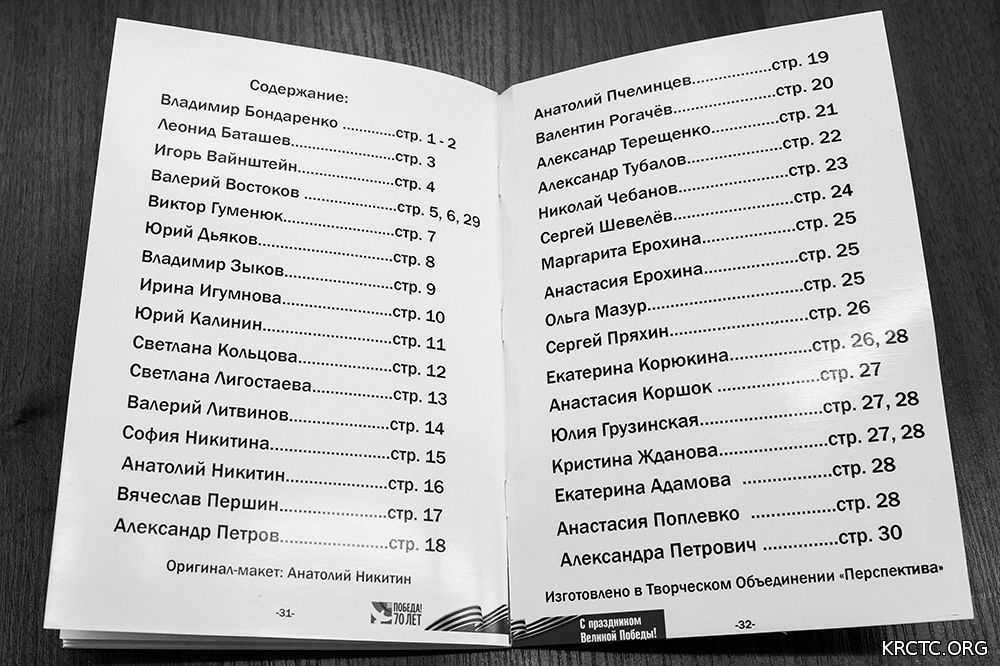 Содержание:
Владимир Бондаренко ............стр. 1 - 2
Леонид Баташев....................стр. 3
Игорь Вайнштейн...................стр. 4
Валерий Востоков ..................стр. 5, 6, 29
Виктор Гуменюк.....................стр. 7
Юрий Дьяков.........................стр. 8
Владимир Зыков.....................стр. 9
Ирина Игумнова.....................стр. 10
Юрий Калинин........................стр. 11
Светлана Кольцова.................стр. 12
Светлана Лигостаева...............стр. 13
Валерий Литвинов...................стр. 14
София Никитина......................стр. 15
Анатолий Никитин...................стр. 16
Вячеслав Першин....................стр. 17
Александр Петров...................стр. 18
Оригинал-макет: Анатолий Никитин
-31-
ПОБЕДА!
70 ЛЕТ
Анатолий Пчелинцев................стр. 19
Валентин Рогачёв....................стр. 20
Александр Терещенко..............стр. 21
Александр Тубалов..................стр. 22
Николай Чебанов.....................стр. 23
Сергей Шевелёв......................стр. 24
Маргарита Ерохина..................стр. 25
Анастасия Ерохина...................стр. 25
Ольга Мазур...........................стр. 25
Сергей Пряхин........................стр. 26
Екатерина Корюкина................стр. 26, 28
Анастасия Коршок ..................стр. 27
Юлия Грузинская.....................стр. 27, 28
Кристина Жданова...................стр. 27, 28
Екатерина Адамова .................стр. 28
Анастасия Поплевко ................стр. 28
Александра Петрович ..............стр. 30
Изготовлено в Творческом Объединении «Перспектива»
С праздником
Великой Победы!
-32-
KRCTC.ORG